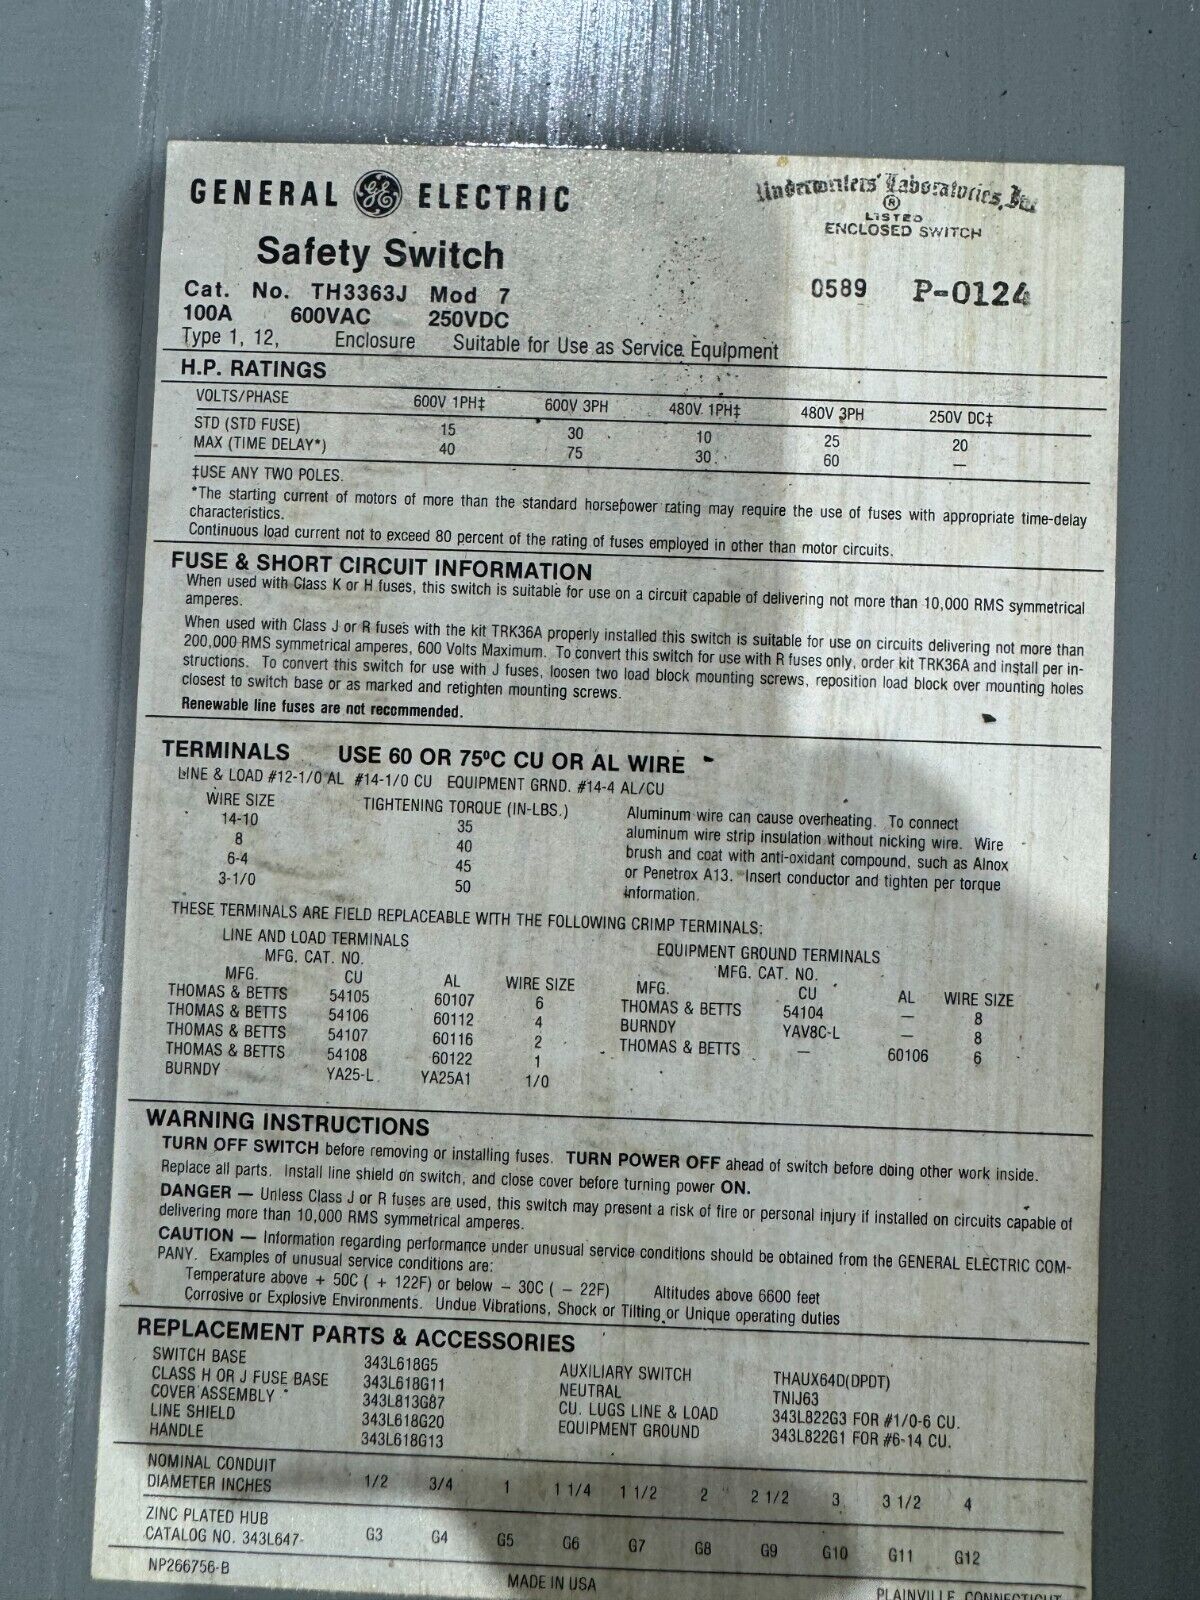 GENERAL GE ELECTRIC
Underwriters' Laboratories, Inc.
®
LISTED
ENCLOSED SWITCH
Safety Switch
Cat. No. TH3363J Mod 7
0589 P-0124
100A 600VAC 250VDC
Type 1, 12, Enclosure Suitable for Use as Service Equipment
H.P. RATINGS
VOLTS/PHASE 600V 1PH‡ 600V 3PH 480V 1PH‡ 480V 3PH 250V DC‡
STD (STD FUSE) 15 30 10 25 20
MAX (TIME DELAY*) 40 75 30 60 —
‡USE ANY TWO POLES.
*The starting current of motors of more than the standard horsepower rating may require the use of fuses with appropriate time-delay
characteristics.
Continuous load current not to exceed 80 percent of the rating of fuses employed in other than motor circuits.
FUSE & SHORT CIRCUIT INFORMATION
When used with Class K or H fuses, this switch is suitable for use on a circuit capable of delivering not more than 10,000 RMS symmetrical
amperes.
When used with Class J or R fuses with the kit TRK36A properly installed this switch is suitable for use on circuits delivering not more than
200,000 RMS symmetrical amperes, 600 Volts Maximum. To convert this switch for use with R fuses only, order kit TRK36A and install per in-
structions. To convert this switch for use with J fuses, loosen two load block mounting screws, reposition load block over mounting holes
closest to switch base or as marked and retighten mounting screws.
Renewable line fuses are not recommended.
TERMINALS USE 60 OR 75ºC CU OR AL WIRE
LINE & LOAD #12-1/0 AL #14-1/0 CU EQUIPMENT GRND. #14-4 AL/CU
WIRE SIZE TIGHTENING TORQUE (IN-LBS.)
14-10 35
8 40
6-4 45
3-1/0 50
Aluminum wire can cause overheating. To connect
aluminum wire strip insulation without nicking wire. Wire
brush and coat with anti-oxidant compound, such as Alnox
or Penetrox A13. Insert conductor and tighten per torque
information.
THESE TERMINALS ARE FIELD REPLACEABLE WITH THE FOLLOWING CRIMP TERMINALS:
LINE AND LOAD TERMINALS
MFG. CAT. NO.
MFG. CU AL WIRE SIZE
THOMAS & BETTS 54105 60107 6
THOMAS & BETTS 54106 60112 4
THOMAS & BETTS 54107 60116 2
THOMAS & BETTS 54108 60122 1
BURNDY YA25-L YA25A1 1/0
EQUIPMENT GROUND TERMINALS
MFG. CAT. NO.
MFG. CU AL WIRE SIZE
THOMAS & BETTS 54104 — 8
BURNDY YAV8C-L — 8
THOMAS & BETTS — 60106 6
WARNING INSTRUCTIONS
TURN OFF SWITCH before removing or installing fuses. TURN POWER OFF ahead of switch before doing other work inside.
Replace all parts. Install line shield on switch, and close cover before turning power ON.
DANGER — Unless Class J or R fuses are used, this switch may present a risk of fire or personal injury if installed on circuits capable of
delivering more than 10,000 RMS symmetrical amperes.
CAUTION — Information regarding performance under unusual service conditions should be obtained from the GENERAL ELECTRIC COM-
PANY. Examples of unusual service conditions are:
Temperature above + 50C ( + 122F) or below – 30C ( – 22F) Altitudes above 6600 feet
Corrosive or Explosive Environments. Undue Vibrations, Shock or Tilting or Unique operating duties
REPLACEMENT PARTS & ACCESSORIES
SWITCH BASE 343L618G5
CLASS H OR J FUSE BASE 343L618G11
COVER ASSEMBLY 343L813G87
LINE SHIELD 343L618G20
HANDLE 343L618G13
AUXILIARY SWITCH THAUX64D(DPDT)
NEUTRAL TNIJ63
CU. LUGS LINE & LOAD 343L822G3 FOR #1/0-6 CU.
EQUIPMENT GROUND 343L822G1 FOR #6-14 CU.
NOMINAL CONDUIT
DIAMETER INCHES 1/2 3/4 1 1 1/4 1 1/2 2 2 1/2 3 3 1/2 4
ZINC PLATED HUB
CATALOG NO. 343L647- G3 G4 G5 G6 G7 G8 G9 G10 G11 G12
NP266756-B MADE IN USA PLAINVILLE, CONNECTICUT